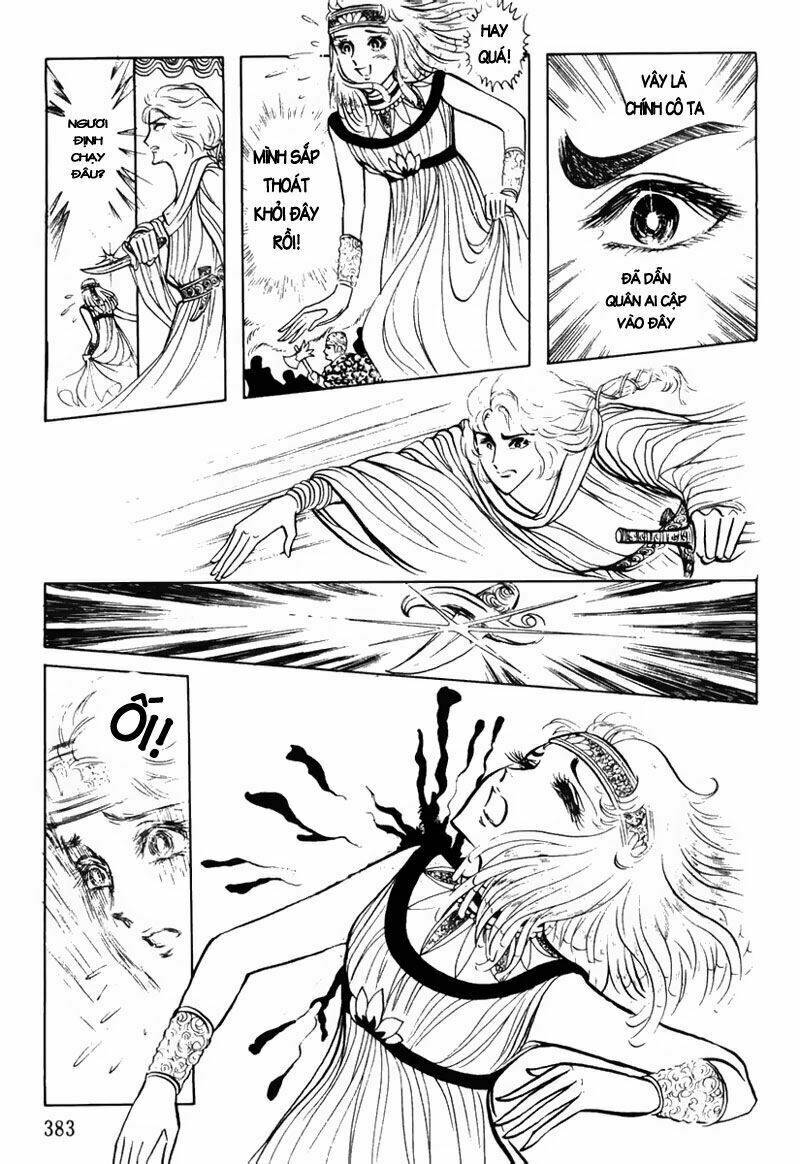 VÂY LÀ
CHÍNH CÔ TA
ĐÃ DẪN
QUÂN AI CẬP
VÀO ĐÂY
HAY
QUÁ!
MÌNH SẮP
THOÁT
KHỎI ĐÂY
RỒI!
NGƯƠI
ĐỊNH
CHẠY
ĐÂU?
ỐI!
383